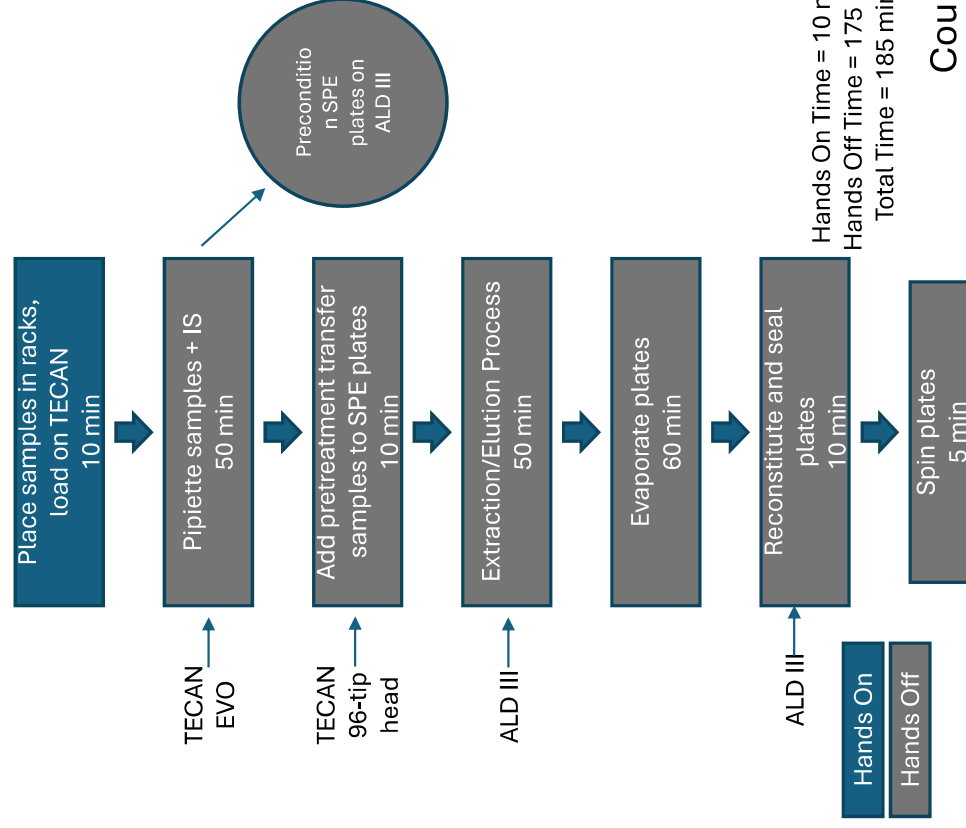 Place samples in racks,
load on TECAN
10 min
TECAN
EVO
Pipiette samples + IS
50 min
Preconditio
n SPE
plates on
ALD III
TECAN
96-tip
head
Add pretreatment transfer
samples to SPE plates
10 min
ALD III
Extraction/Elution Process
50 min
Evaporate plates
60 min
ALD III
Reconstitute and seal
plates
10 min
Spin plates
5 min
Hands On
Hands Off
Hands On Time = 10
Hands Off Time = 175
Total Time = 185 min
Cou